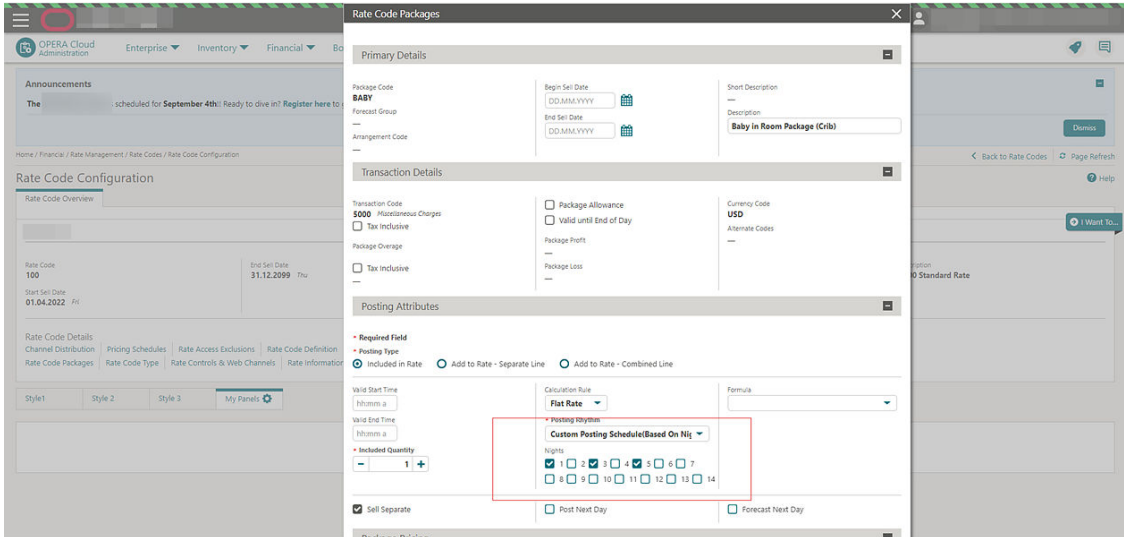 Rate Code Packages
OPERA Cloud
Administration
Enterprise
Inventory
Financial
Bo
Announcements
The
scheduled for September 4th!
Ready to dive in? Register here to
Dismiss
Home / Financial / Rate Management / Rate Codes / Rate Code Configuration
Back to Rate Codes
Page Refresh
Rate Code Configuration
Help
Rate Code Overview
I Want To...
Rate Code
100
End Sell Date
31.12.2099 Thu
Start Sell Date
01.04.2022 Fri
0 Standard Rate
Rate Code Details
Channel Distribution
Pricing Schedules
Rate Access Exclusions
Rate Code Definition
Rate Code Packages
Rate Code Type
Rate Controls & Web Channels
Rate Information
Style1
Style 2
Style 3
My Panels
Primary Details
Package Code
BABY
Forecast Group
—
Arrangement Code
—
Begin Sell Date
DD.MM.YYYY
End Sell Date
DD.MM.YYYY
Short Description
—
Description
Baby in Room Package (Crib)
Transaction Details
Transaction Code
5000 Miscellaneous Charges
Tax Inclusive
Package Overage
Tax Inclusive
—
Package Allowance
Valid until End of Day
Package Profit
—
Package Loss
—
Currency Code
USD
Alternate Codes
—
Posting Attributes
* Required Field
* Posting Type
Included in Rate
Add to Rate - Separate Line
Add to Rate - Combined Line
Valid Start Time
hh:mm a
Valid End Time
hh:mm a
* Included Quantity
1
Calculation Rule
Flat Rate
* Posting Rhythm
Custom Posting Schedule(Based On Nig
Nights
1 2 3 4 5 6 7
8 9 10 11 12 13 14
Formula
Sell Separate
Post Next Day
Forecast Next Day